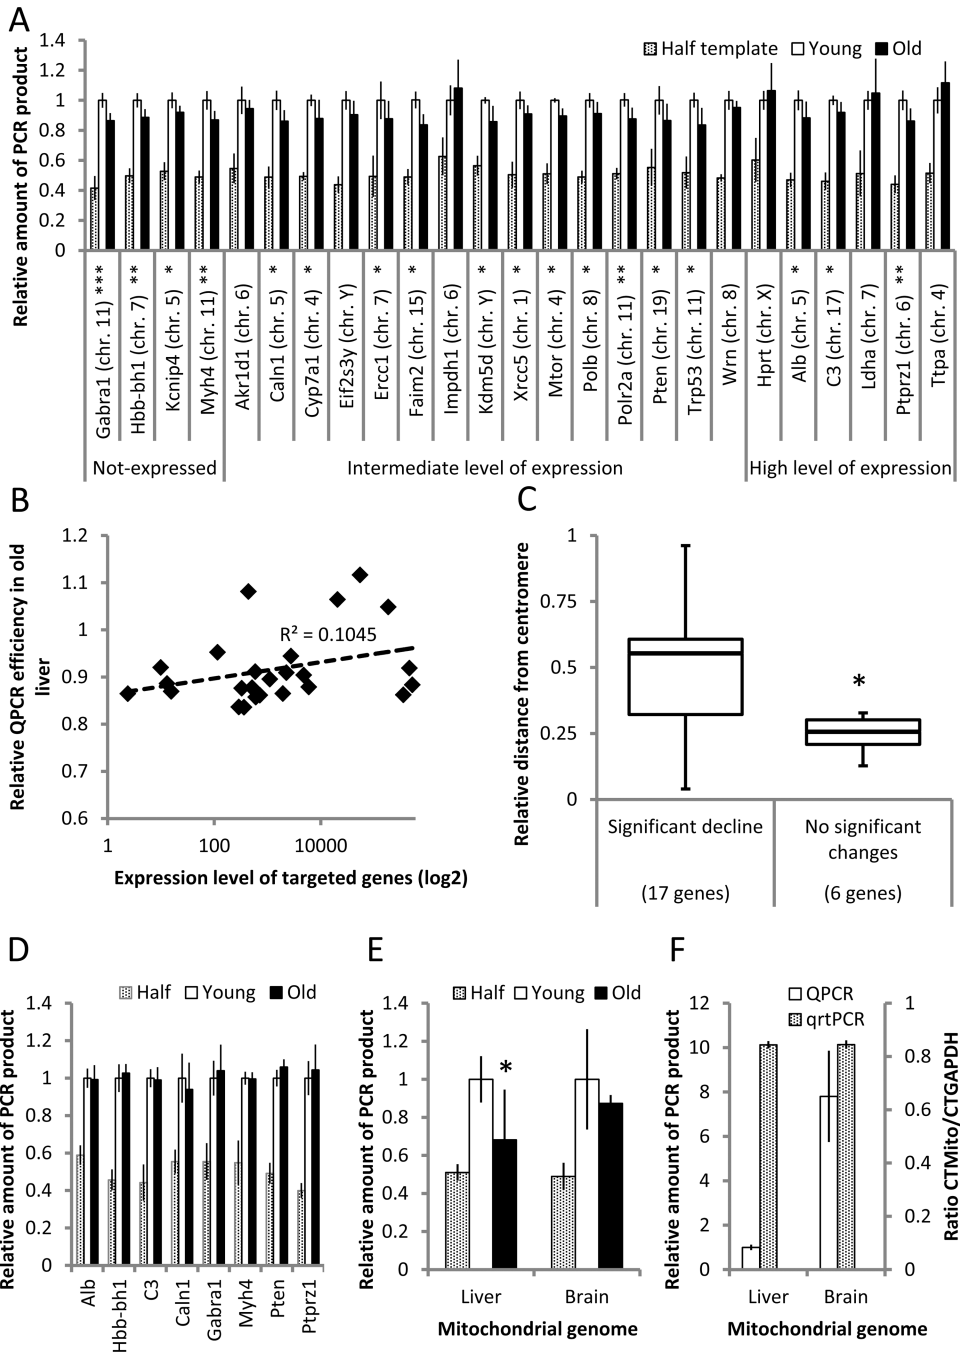 A
Relative amount of PCR product
1.4
1.2
1
0.8
0.6
0.4
0.2
0
Half template Young Old
Gabra1 (chr. 11) ***
Hbb-bh1 (chr. 7) **
Kcnip4 (chr. 5) *
Myh4 (chr. 11) **
Akr1d1 (chr. 6)
Caln1 (chr. 5) *
Cyp7a1 (chr. 4) *
Eif2s3y (chr. Y)
Ercc1 (chr. 7) *
Faim2 (chr. 15) *
Impdh1 (chr. 6)
Kdm5d (chr. Y) *
Xrcc5 (chr. 1) *
Mtor (chr. 4) *
Polb (chr. 8) *
Polr2a (chr. 11) **
Pten (chr. 19) *
Trp53 (chr. 11) *
Wrn (chr. 8)
Hprt (chr. X)
Alb (chr. 5) *
C3 (chr. 17) *
Ldha (chr. 7)
Ptprz1 (chr. 6) **
Ttpa (chr. 4)
Not-expressed
Intermediate level of expression
High level of expression
B
Relative QPCR efficiency in old
liver
1.2
1.1
1
0.9
0.8
0.7
0.6
R² = 0.1045
1
100
10000
Expression level of targeted genes (log2)
C
Relative distance from centromere
1
0.75
0.5
0.25
0
*
Significant decline
(17 genes)
No significant
changes
(6 genes)
D
Relative amount of PCR product
1.4
1.2
1
0.8
0.6
0.4
0.2
0
Half Young Old
Alb
Hbb-bh1
C3
Caln1
Gabra1
Myh4
Pten
Ptprz1
E
Relative amount of PCR product
1.4
1.2
1
0.8
0.6
0.4
0.2
0
Half Young Old
*
Liver
Brain
Mitochondrial genome
F
Relative amount of PCR product
12
10
8
6
4
2
0
QPCR
qrtPCR
1
0.8
0.6
0.4
0.2
0
Ratio CTMito/CTGAPDH
Liver
Brain
Mitochondrial genome